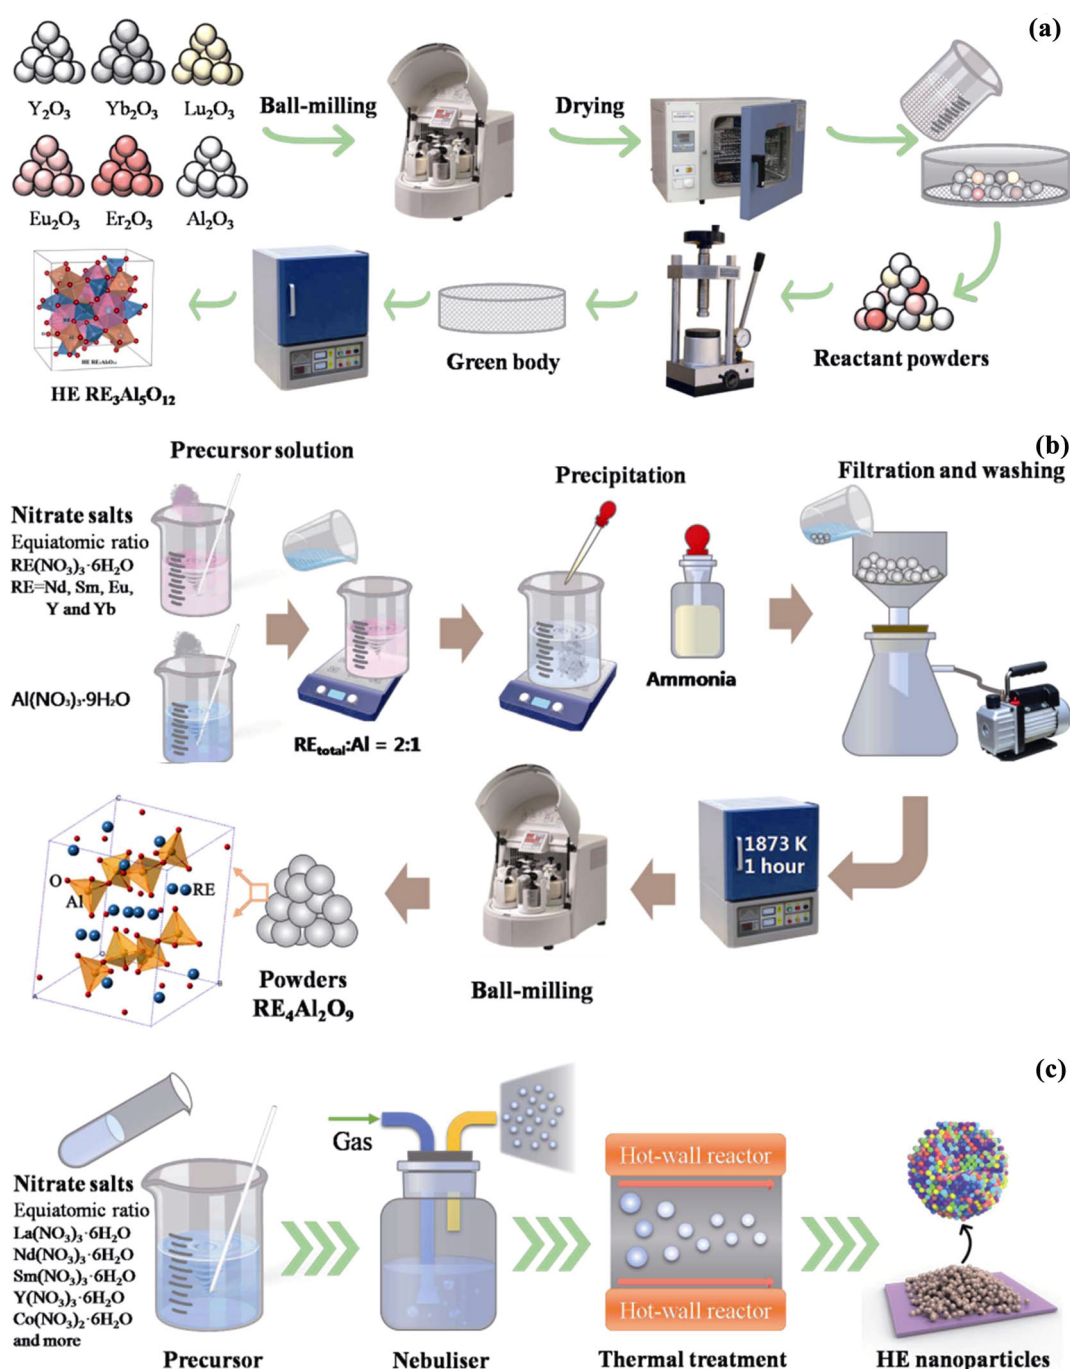 (a)
Y₂O₃
Yb₂O₃
Lu₂O₃
Ball-milling
Drying
Eu₂O₃
Er₂O₃
Al₂O₃
Reactant powders
Green body
HE RE₃Al₅O₁₂
(b)
Precursor solution
Precipitation
Filtration and washing
Nitrate salts
Equiatomic ratio
RE(NO₃)₃·6H₂O
RE=Nd, Sm, Eu,
Y and Yb
Al(NO₃)₃·9H₂O
RE_total:Al = 2:1
Ammonia
1873 K
1 hour
Ball-milling
Powders
RE₄Al₂O₉
C
O
Al
RE
A
B
(c)
Gas
Nitrate salts
Equiatomic ratio
La(NO₃)₃·6H₂O
Nd(NO₃)₃·6H₂O
Sm(NO₃)₃·6H₂O
Y(NO₃)₃·6H₂O
Co(NO₃)₂·6H₂O
and more
Precursor
Nebuliser
Hot-wall reactor
Hot-wall reactor
Thermal treatment
HE nanoparticles